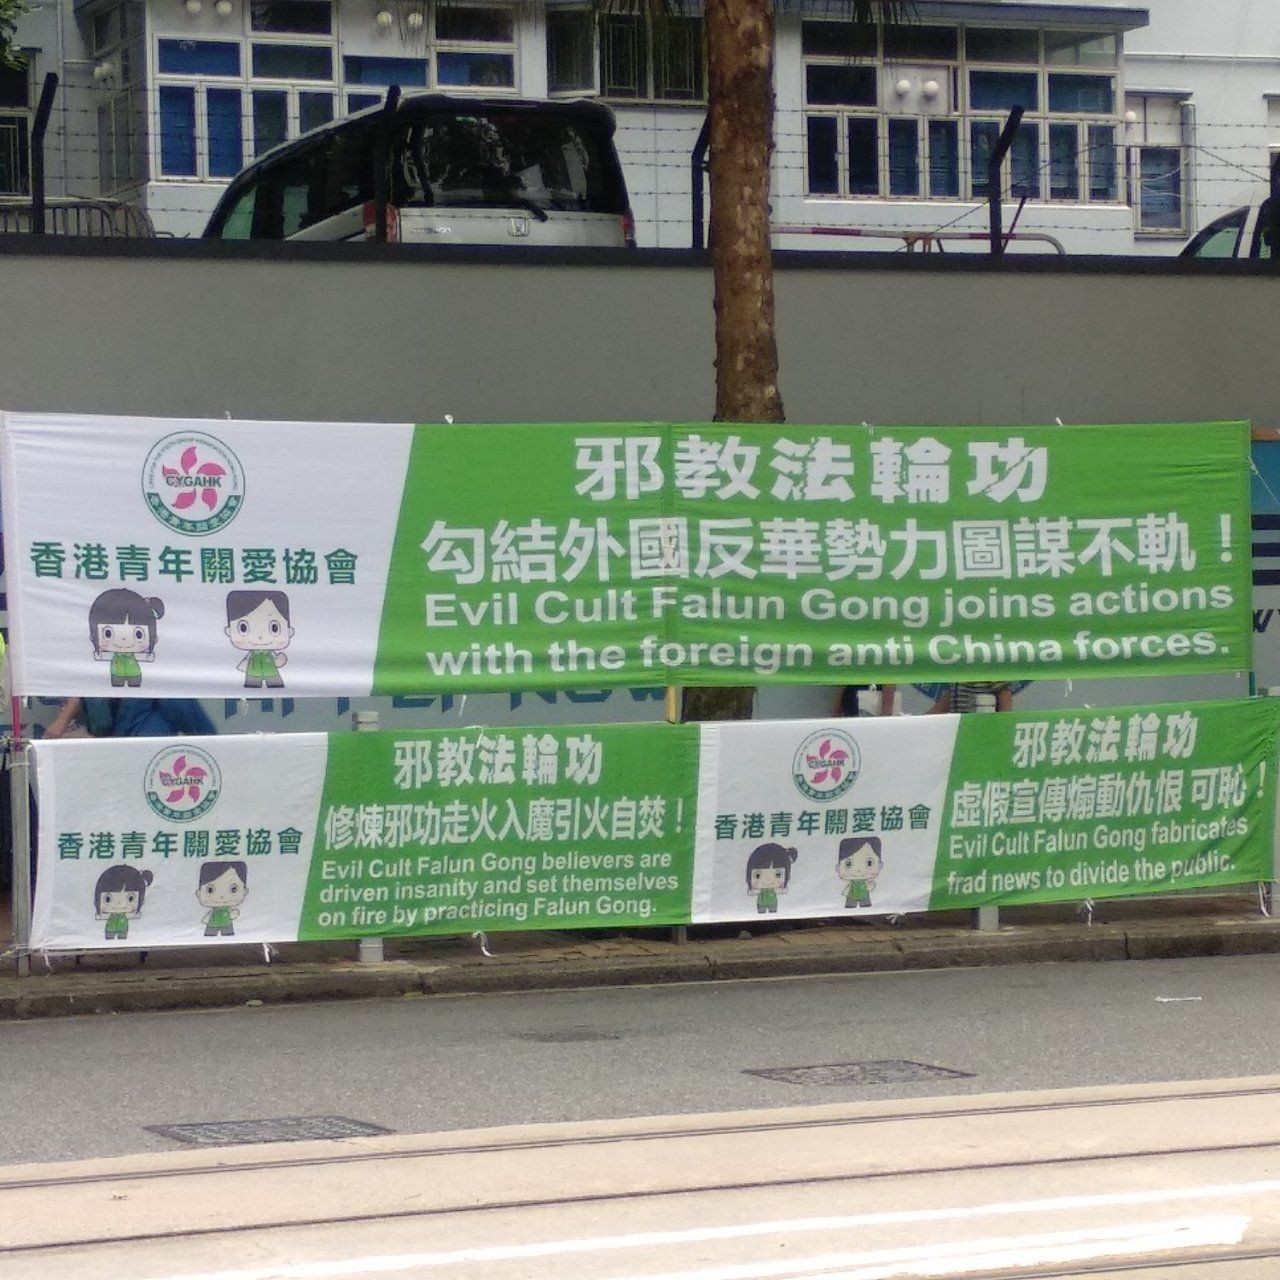 CYGAHK
香港青年關愛協會
邪教法輪功
勾結外國反華勢力圖謀不軌！
Evil Cult Falun Gong joins actions
with the foreign anti China forces.
CYGAHK
香港青年關愛協會
邪教法輪功
修煉邪功走火入魔引火自焚！
Evil Cult Falun Gong believers are
driven insanity and set themselves
on fire by practicing Falun Gong.
CYGAHK
香港青年關愛協會
邪教法輪功
虛假宣傳煽動仇恨 可恥！
Evil Cult Falun Gong fabricates
frad news to divide the public.